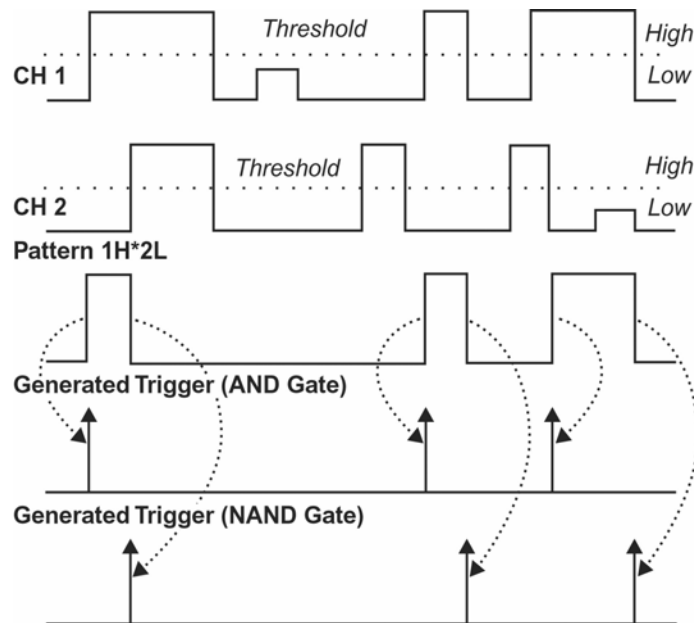 Threshold
High
CH 1
Low
Threshold
High
CH 2
Low
Pattern 1H*2L
Generated Trigger (AND Gate)
Generated Trigger (NAND Gate)